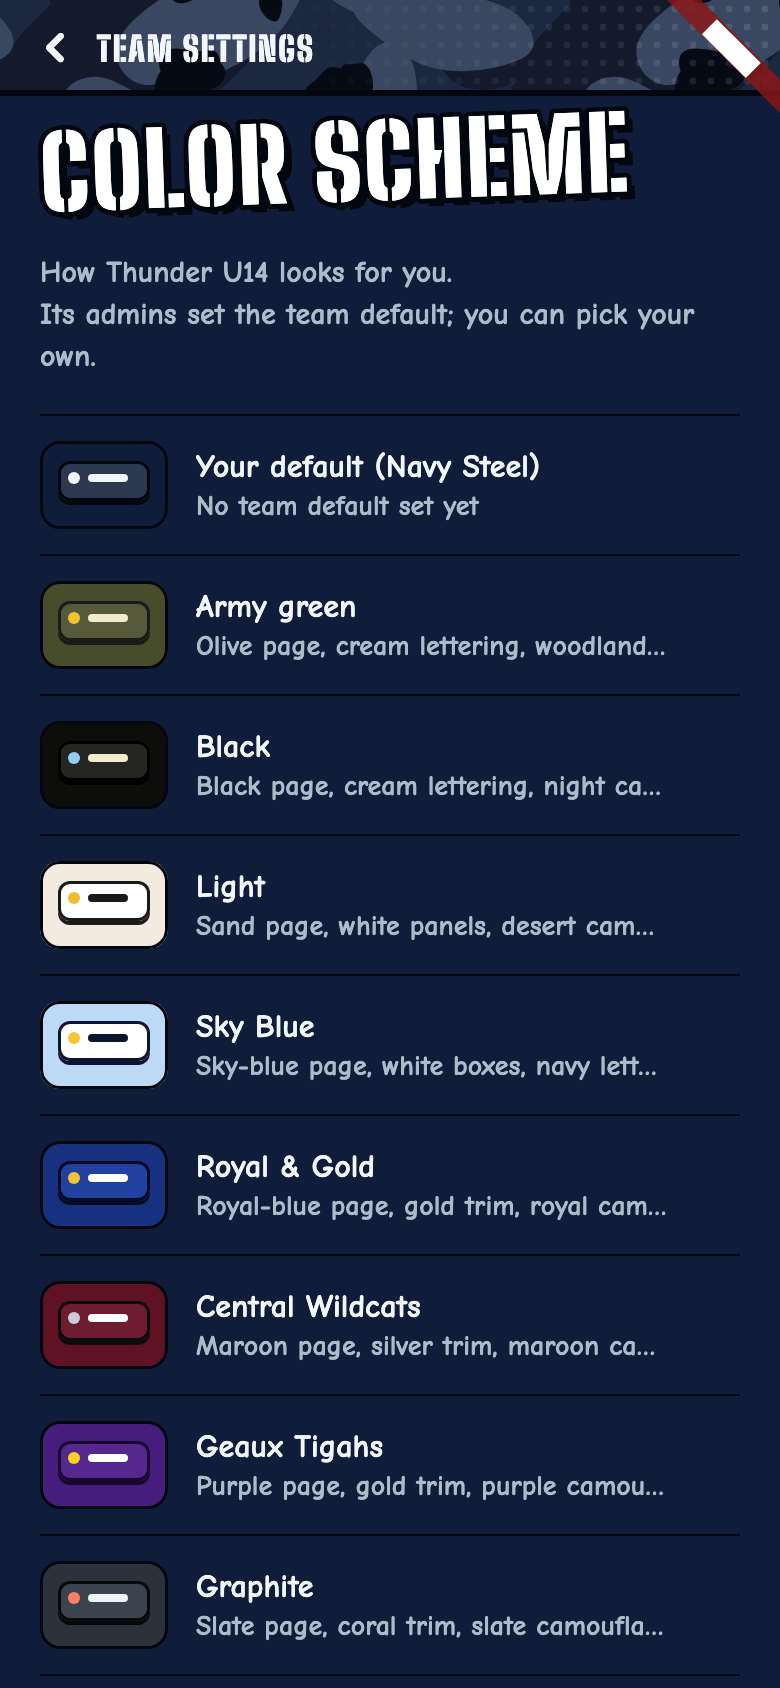 TEAM SETTINGS
COLOR SCHEME
How Thunder U14 looks for you.
Its admins set the team default; you can pick your
own.
Your default (Navy Steel)
No team default set yet
Army green
Olive page, cream lettering, woodland...
Black
Black page, cream lettering, night ca...
Light
Sand page, white panels, desert cam...
Sky Blue
Sky-blue page, white boxes, navy lett...
Royal & Gold
Royal-blue page, gold trim, royal cam...
Central Wildcats
Maroon page, silver trim, maroon ca...
Geaux Tigahs
Purple page, gold trim, purple camou...
Graphite
Slate page, coral trim, slate camoufla...